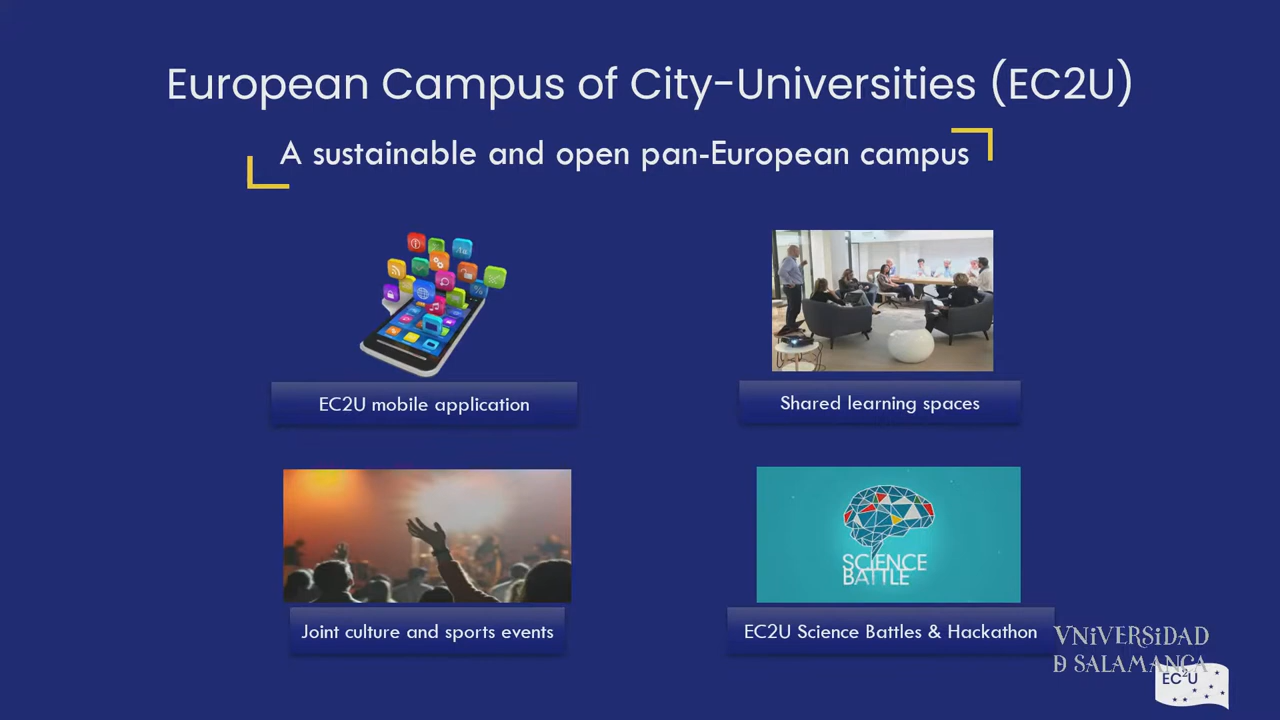 European Campus of City-Universities (EC2U)
A sustainable and open pan-European campus
EC2U mobile application
Shared learning spaces
SCIENCE
BATTLE
Joint culture and sports events
EC2U Science Battles & Hackathon
VNiVERSiDAD
Ð SALAMANCA
EC²U